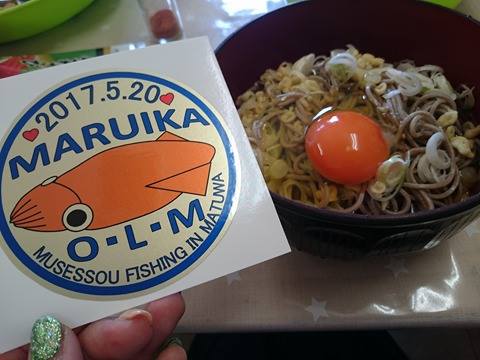 2017.5.20
MARUIKA
O·L·M
MUSESSOU FISHING IN MATUWA